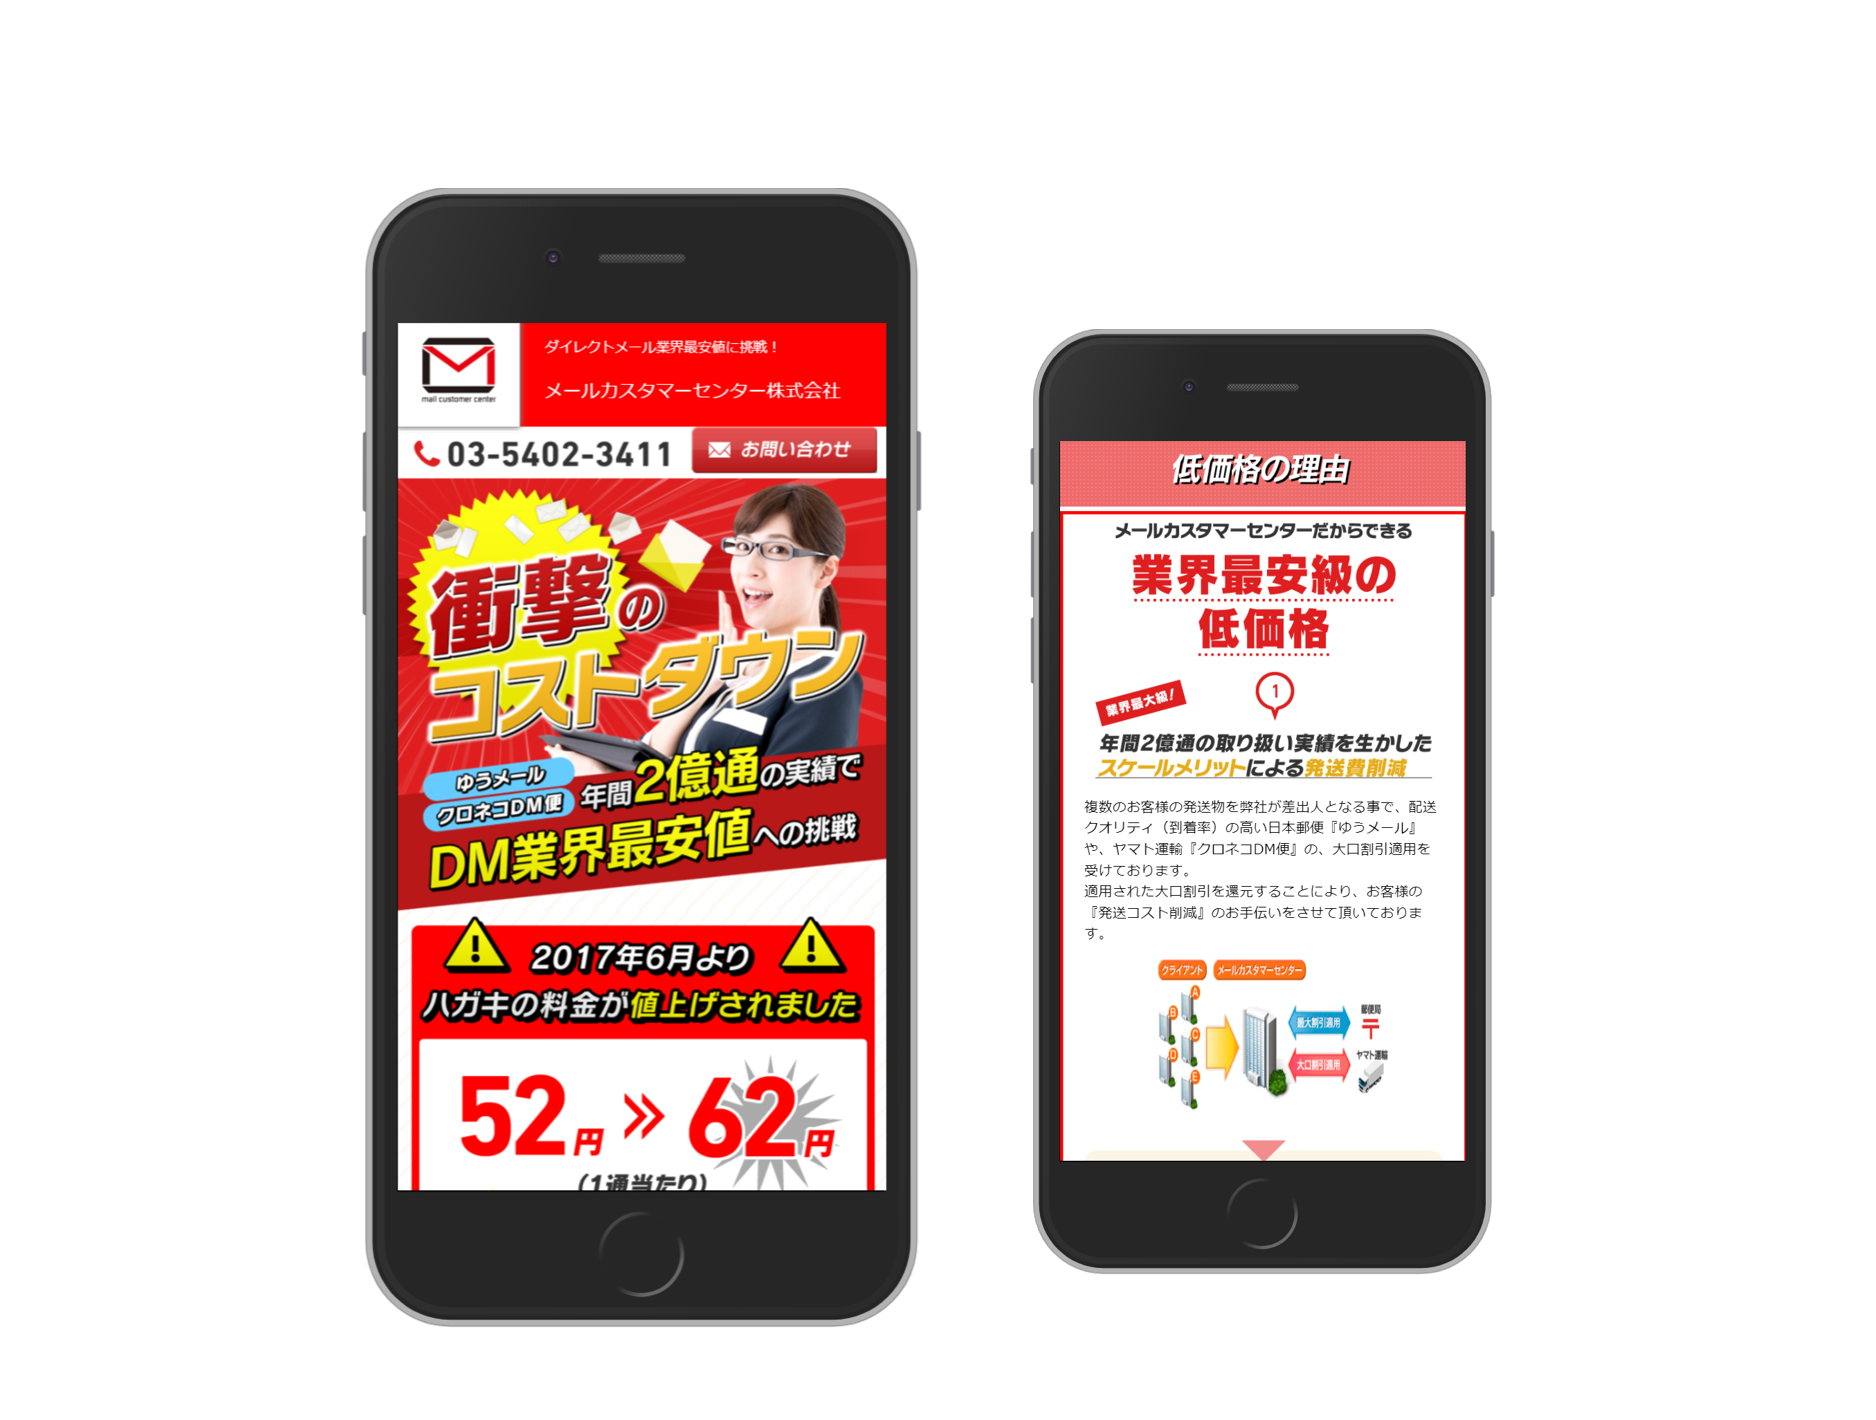 mail customer center
ダイレクトメール業界最安値に挑戦！
メールカスタマーセンター株式会社
03-5402-3411
お問い合わせ
衝撃の
コストダウン
ゆうメール
クロネコDM便
年間2億通の実績で
DM業界最安値への挑戦
2017年6月より
ハガキの料金が値上げされました
52円 》 62円
（1通当たり）
低価格の理由
メールカスタマーセンターだからできる
業界最安級の
低価格
業界最大級！
1
年間2億通の取り扱い実績を生かした
スケールメリットによる発送費削減
複数のお客様の発送物を弊社が差出人となる事で、配送
クオリティ（到着率）の高い日本郵便『ゆうメール』
や、ヤマト運輸『クロネコDM便』の、大口割引適用を
受けております。
適用された大口割引を還元することにより、お客様の
『発送コスト削減』のお手伝いをさせて頂いておりま
す。
クライアント
メールカスタマーセンター
A
B
C
D
E
最大割引適用
郵便局
〒
大口割引適用
ヤマト運輸